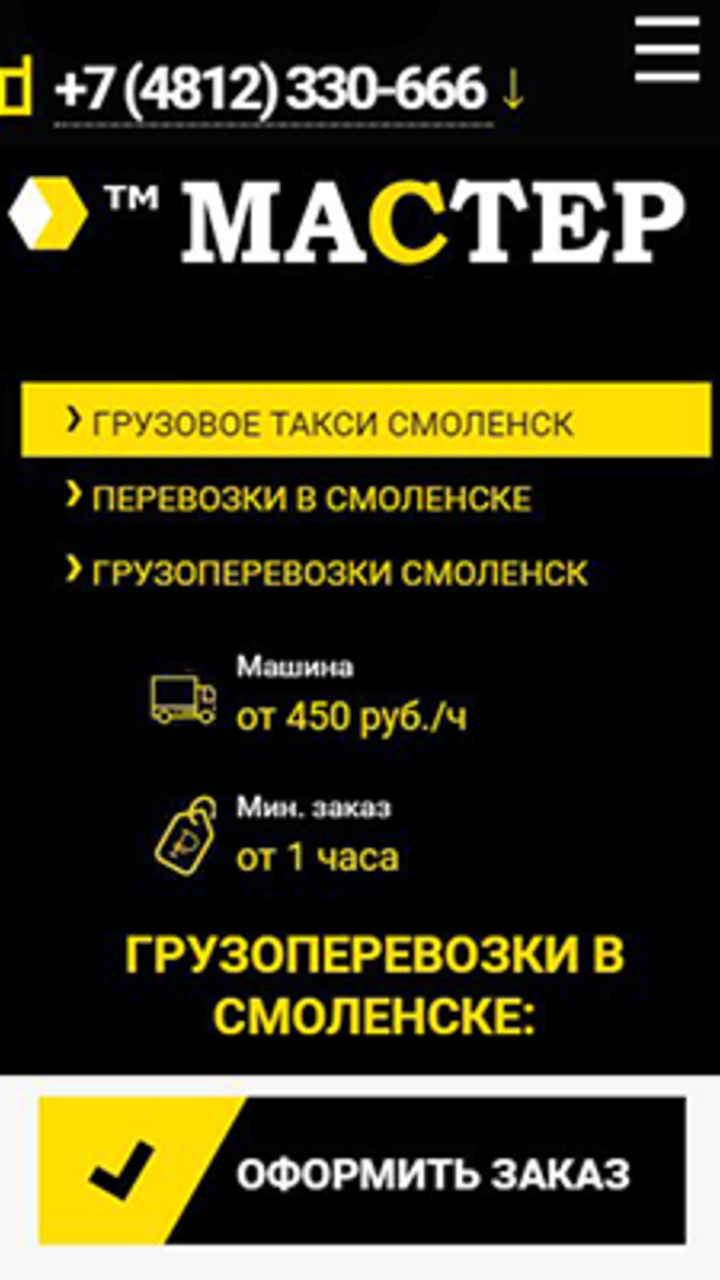 +7 (4812) 330-666 ↓
™ МАСТЕР
› ГРУЗОВОЕ ТАКСИ СМОЛЕНСК
› ПЕРЕВОЗКИ В СМОЛЕНСКЕ
› ГРУЗОПЕРЕВОЗКИ СМОЛЕНСК
Машина
от 450 руб./ч
Мин. заказ
от 1 часа
ГРУЗОПЕРЕВОЗКИ В
СМОЛЕНСКЕ:
ОФОРМИТЬ ЗАКАЗ